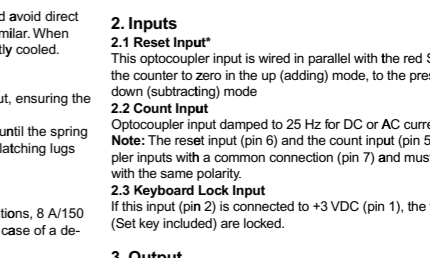 d avoid direct
milar. When
tly cooled.
ut, ensuring the
until the spring
latching lugs
tions, 8 A/150
case of a de-
2. Inputs
2.1 Reset Input*
This optocoupler input is wired in parallel with the red
the counter to zero in the up (adding) mode, to the pre
down (subtracting) mode
2.2 Count Input
Optocoupler input damped to 25 Hz for DC or AC curre
Note: The reset input (pin 6) and the count input (pin 5
pler inputs with a common connection (pin 7) and mus
with the same polarity.
2.3 Keyboard Lock Input
If this input (pin 2) is connected to +3 VDC (pin 1), the
(Set key included) are locked.
3. Output